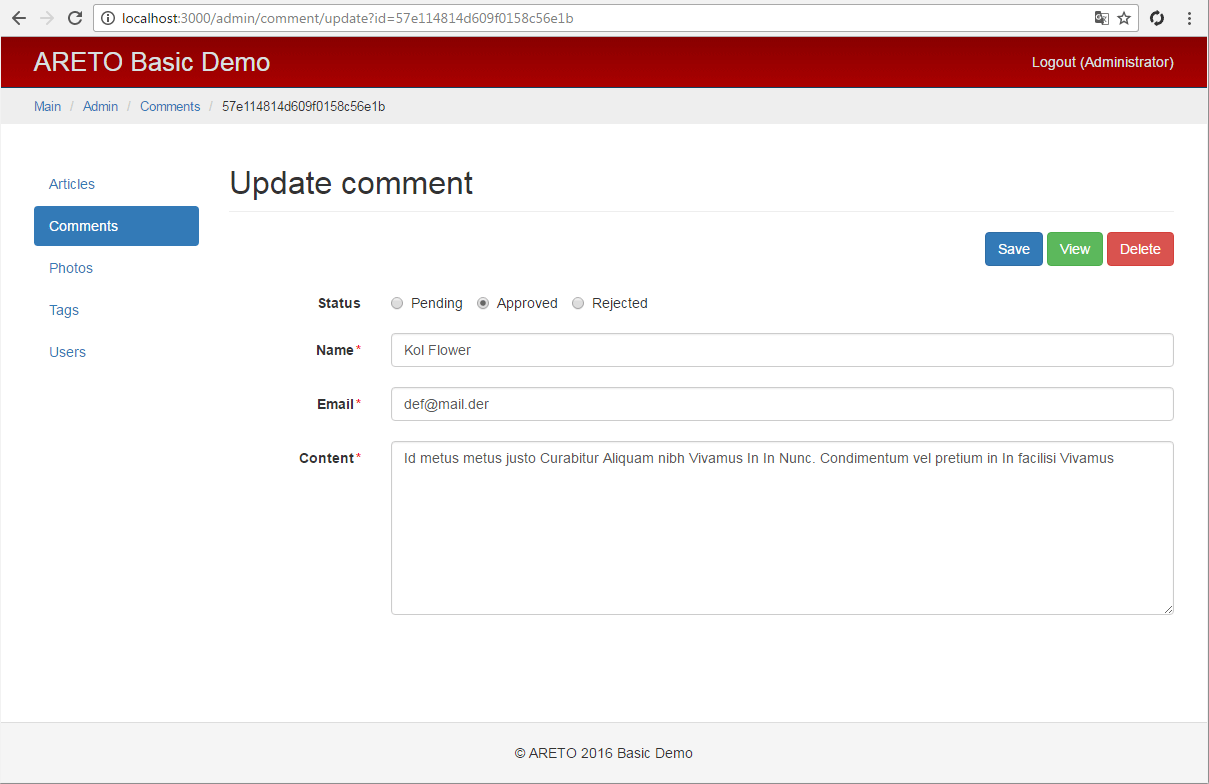 localhost:3000/admin/comment/update?id=57e114814d609f0158c56e1b
ARETO Basic Demo
Logout (Administrator)
Main / Admin / Comments / 57e114814d609f0158c56e1b
Articles
Comments
Photos
Tags
Users
Update comment
Save View Delete
Status Pending Approved Rejected
Name* Kol Flower
Email* def@mail.der
Content* Id metus metus justo Curabitur Aliquam nibh Vivamus In In Nunc. Condimentum vel pretium in In facilisi Vivamus
© ARETO 2016 Basic Demo